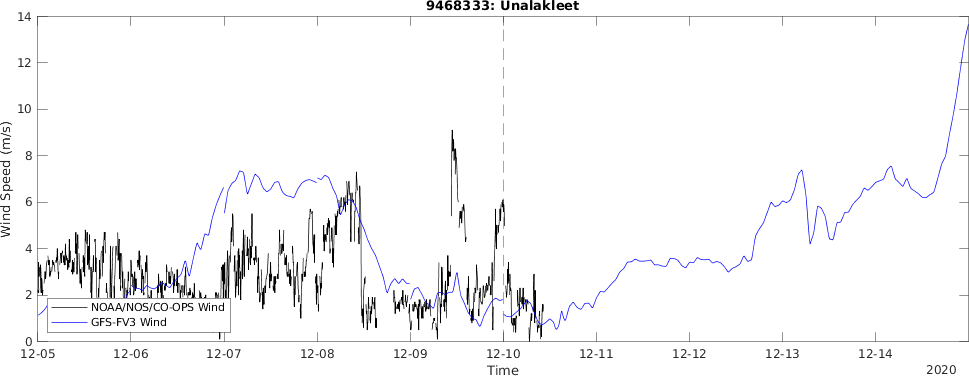 9468333: Unalakleet
Wind Speed (m/s)
14
12
10
8
6
4
2
0
NOAA/NOS/CO-OPS Wind
GFS-FV3 Wind
12-05 12-06 12-07 12-08 12-09 12-10 12-11 12-12 12-13 12-14
Time
2020